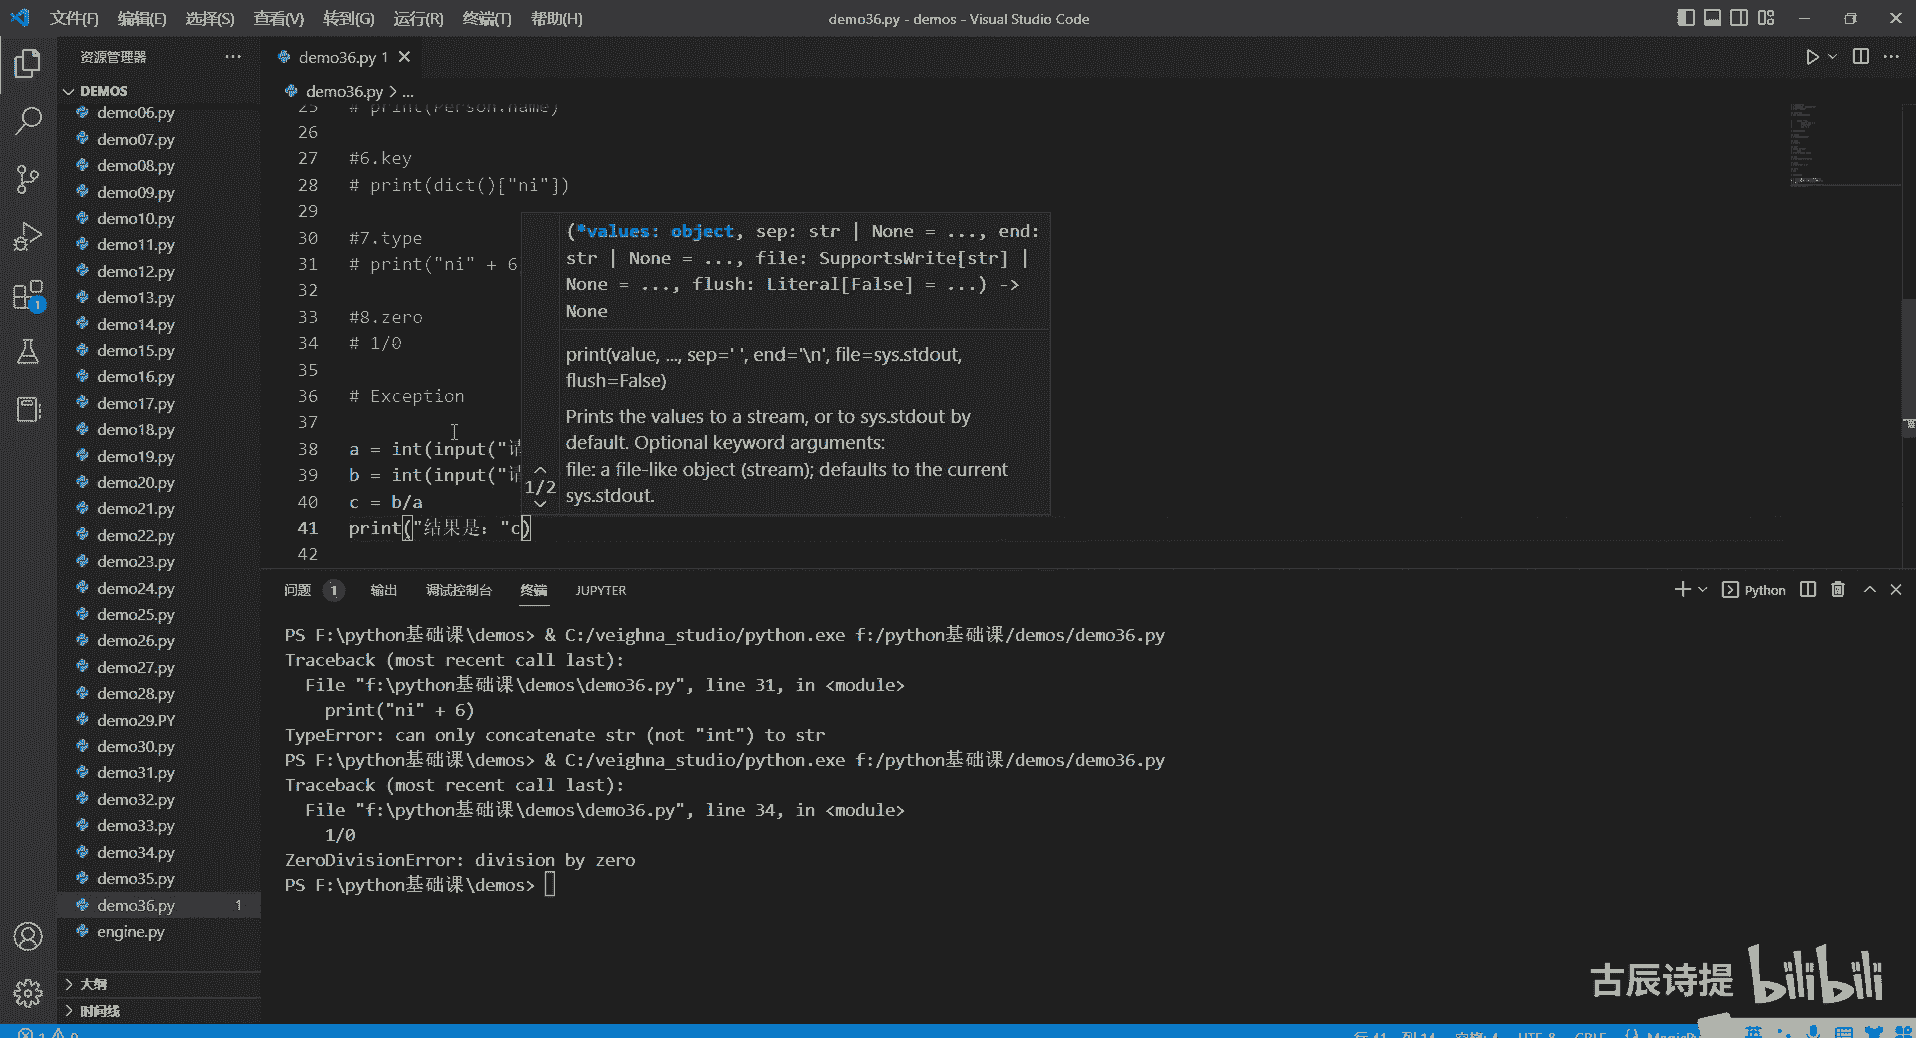 文件(F) 编辑(E) 选择(S) 查看(V) 转到(G) 运行(R) 终端(T) 帮助(H)
demo36.py - demos - Visual Studio Code
资源管理器
DEMOS
demo06.py
demo07.py
demo08.py
demo09.py
demo10.py
demo11.py
demo12.py
demo13.py
demo14.py
demo15.py
demo16.py
demo17.py
demo18.py
demo19.py
demo20.py
demo21.py
demo22.py
demo23.py
demo24.py
demo25.py
demo26.py
demo27.py
demo28.py
demo29.PY
demo30.py
demo31.py
demo32.py
demo33.py
demo34.py
demo35.py
demo36.py 1
engine.py
大纲
时间线
1
demo36.py 1
demo36.py > ...
25 # print(Person.name)
26
27 #6.key
28 # print(dict()["ni"])
29
30 #7.type
31 # print("ni" + 6
32
33 #8.zero
34 # 1/0
35
36 # Exception
37
38 a = int(input("请
39 b = int(input("请
40 c = b/a
41 print("结果是："c)
42
(*values: object, sep: str | None = ..., end:
str | None = ..., file: SupportsWrite[str] |
None = ..., flush: Literal[False] = ...) ->
None
print(value, ..., sep=' ', end='\n', file=sys.stdout,
flush=False)
Prints the values to a stream, or to sys.stdout by
default. Optional keyword arguments:
file: a file-like object (stream); defaults to the current
sys.stdout.
1/2
问题 1 输出 调试控制台 终端 JUPYTER
Python
PS F:\python基础课\demos> & C:/veighna_studio/python.exe f:/python基础课/demos/demo36.py
Traceback (most recent call last):
File "f:\python基础课\demos\demo36.py", line 31, in <module>
print("ni" + 6)
TypeError: can only concatenate str (not "int") to str
PS F:\python基础课\demos> & C:/veighna_studio/python.exe f:/python基础课/demos/demo36.py
Traceback (most recent call last):
File "f:\python基础课\demos\demo36.py", line 34, in <module>
1/0
ZeroDivisionError: division by zero
PS F:\python基础课\demos>
古辰诗提 bilibili
英